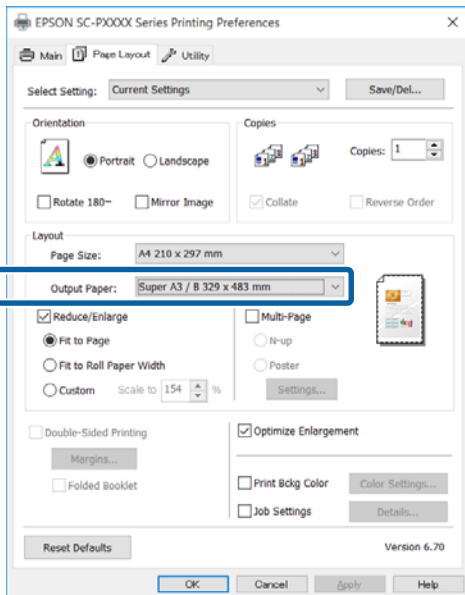 EPSON SC-PXXXX Series Printing Preferences
Main Page Layout Utility
Select Setting: Current Settings Save/Del...
Orientation Copies
Portrait Landscape Copies: 1
Rotate 180° Mirror Image Collate Reverse Order
Layout
Page Size: A4 210 x 297 mm
Output Paper: Super A3 / B 329 x 483 mm
Reduce/Enlarge Multi-Page
Fit to Page N-up
Fit to Roll Paper Width Poster
Custom Scale to 154 % Settings...
Double-Sided Printing Optimize Enlargement
Margins...
Folded Booklet Print Bckg Color Color Settings...
Job Settings Details...
Reset Defaults Version 6.70
OK Cancel Apply Help